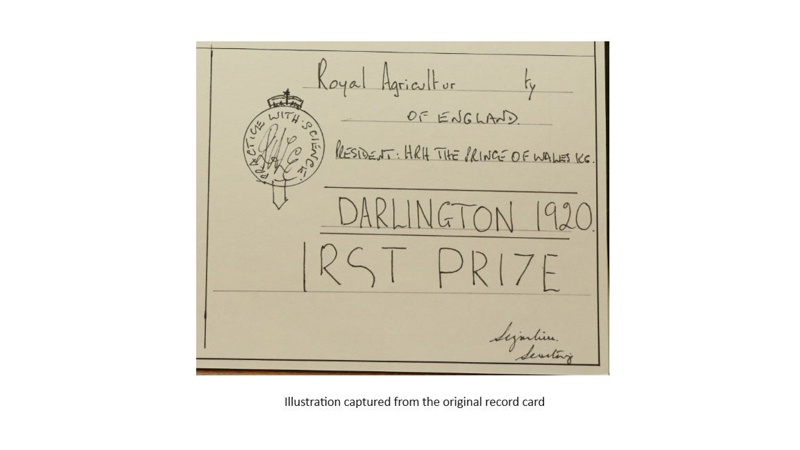 Royal Agricultur ty
OF ENGLAND.
PRACTICE WITH · SCIENCE
PRESIDENT: HRH THE PRINCE OF WALES KG.
DARLINGTON 1920.
IRST PRIZE
Secretary
Illustration captured from the original record card